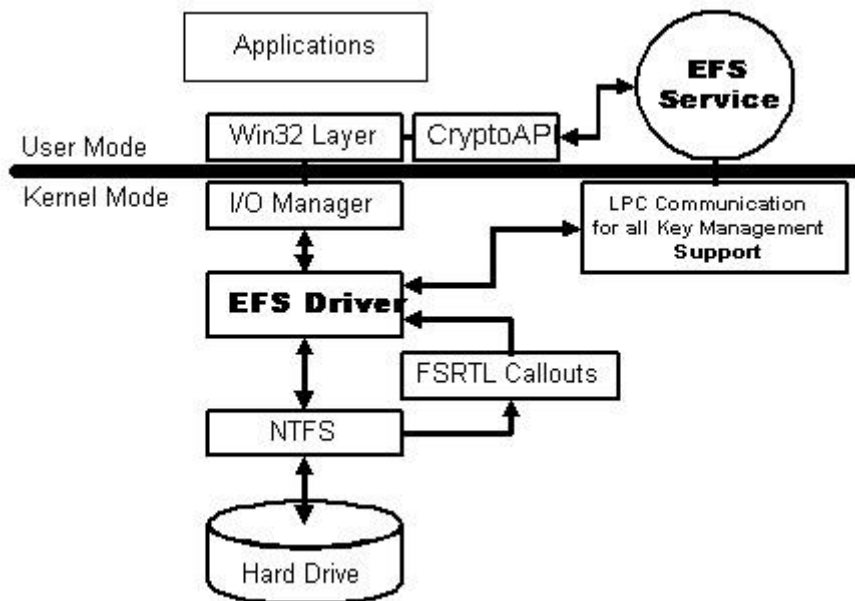 Applications
EFS
Service
Win32 Layer
CryptoAPI
User Mode
Kernel Mode
I/O Manager
LPC Communication
for all Key Management
Support
EFS Driver
FSRTL Callouts
NTFS
Hard Drive